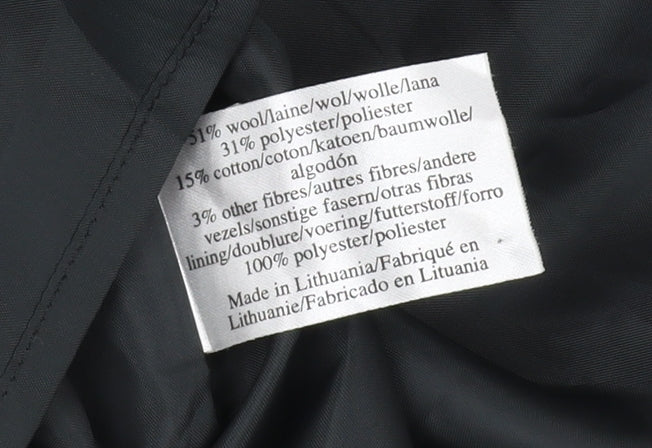 51% wool/laine/wol/wolle/lana
31% polyester/poliester
15% cotton/coton/katoen/baumwolle/
algodón
3% other fibres/autres fibres/andere
vezels/sonstige fasern/otras fibras
lining/doublure/voering/futterstoff/forro
100% polyester/poliester
Made in Lithuania/Fabriqué en
Lithuanie/Fabricado en Lituania